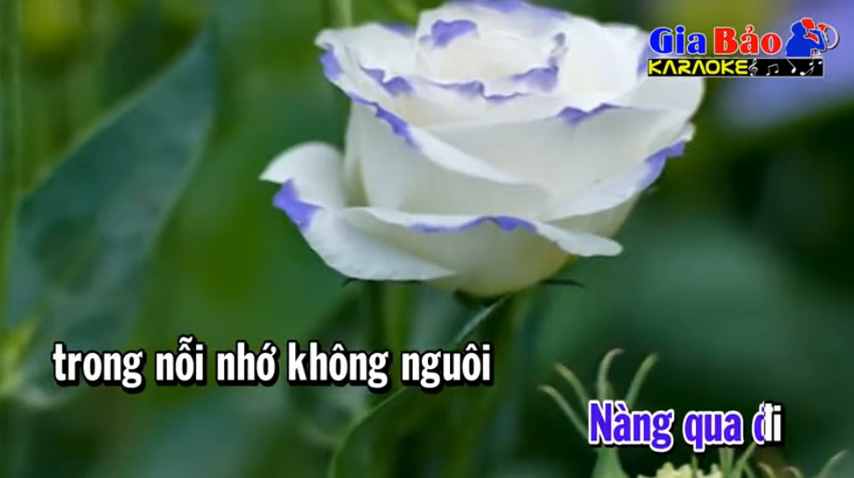 Gia Bảo
KARAOKE
trong nỗi nhớ không nguôi
Nàng qua đi